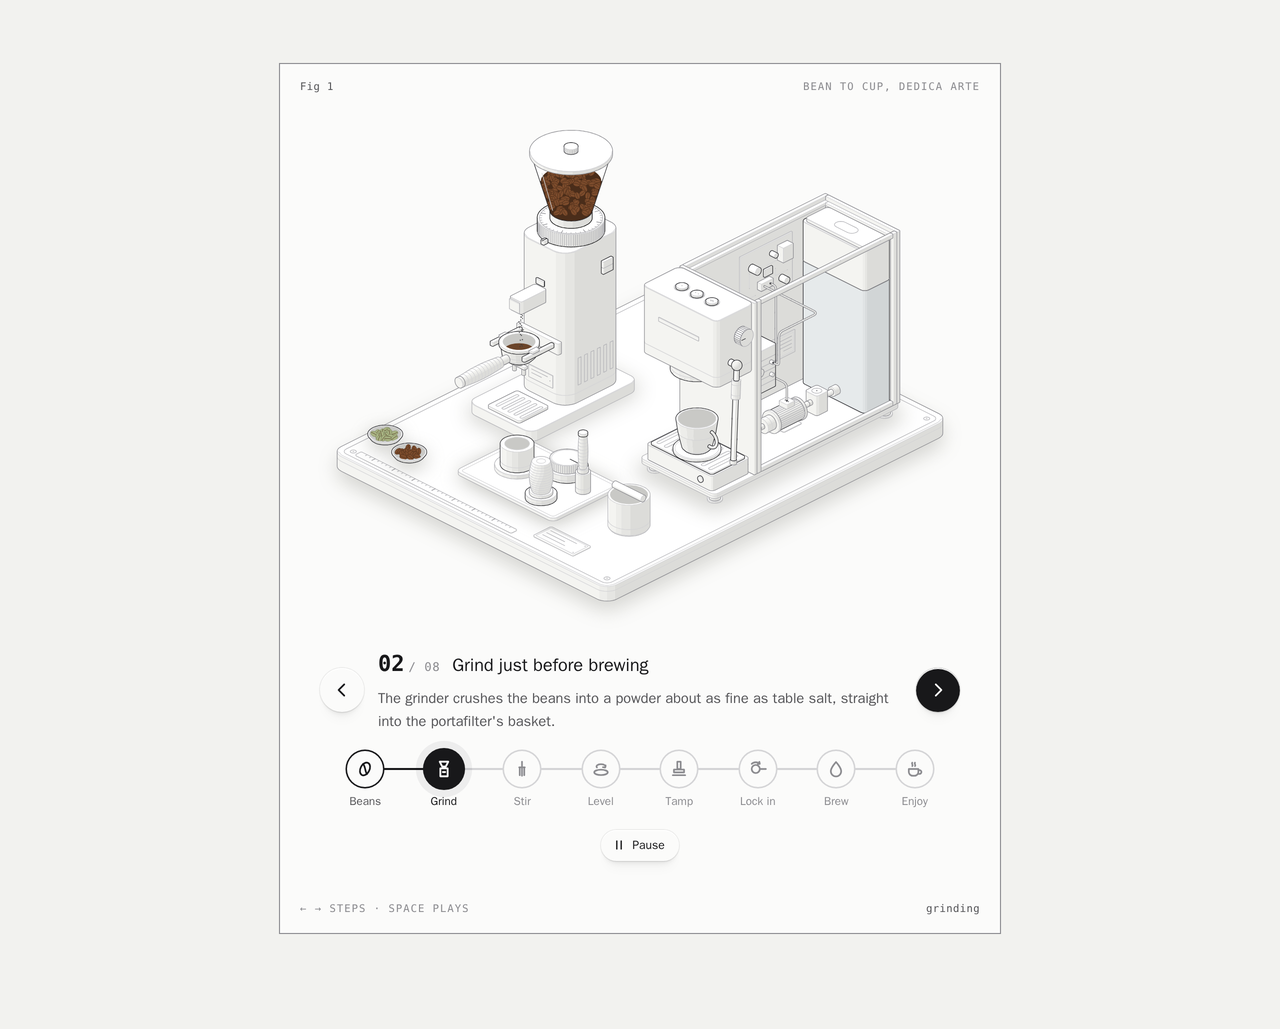 Fig 1
BEAN TO CUP, DEDICA ARTE
02 / 08 Grind just before brewing
The grinder crushes the beans into a powder about as fine as table salt, straight
into the portafilter's basket.
Beans
Grind
Stir
Level
Tamp
Lock in
Brew
Enjoy
Pause
← → STEPS · SPACE PLAYS
grinding